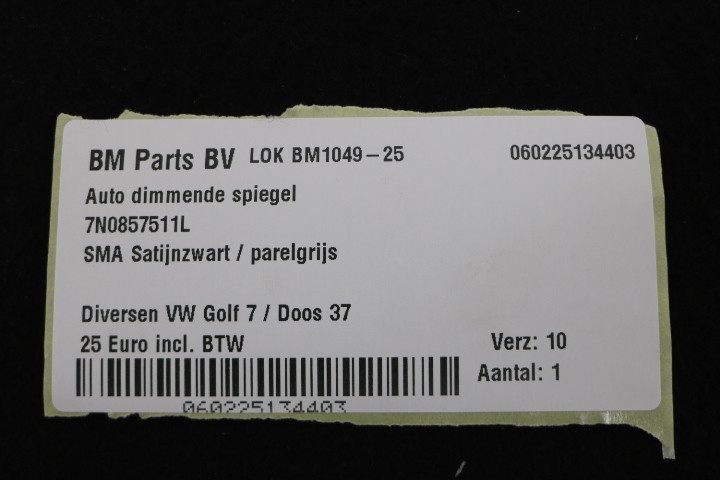 BM Parts BV LOK BM1049-25 060225134403
Auto dimmende spiegel
7N0857511L
SMA Satijnzwart / parelgrijs
Diversen VW Golf 7 / Doos 37
25 Euro incl. BTW Verz: 10
Aantal: 1
060225134403